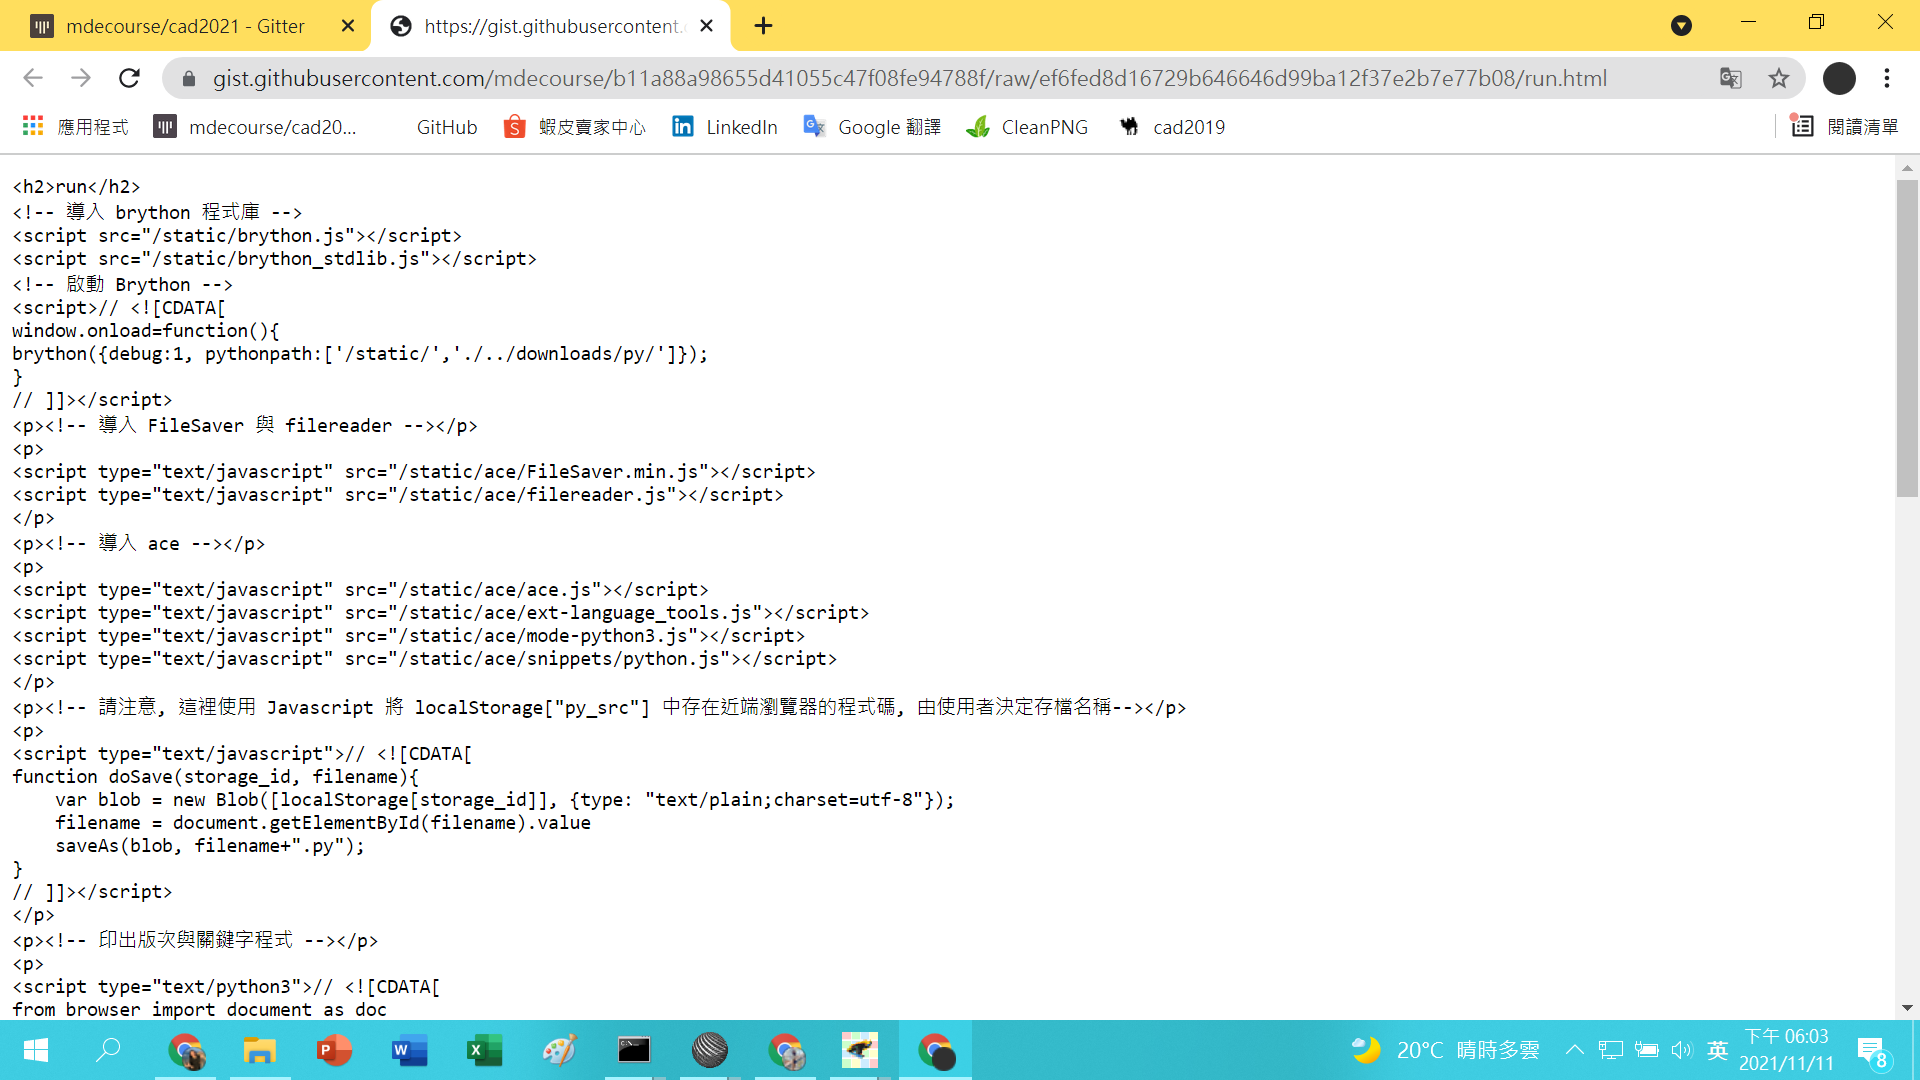 mdecourse/cad2021 - Gitter
https://gist.githubusercontent.
gist.githubusercontent.com/mdecourse/b11a88a98655d41055c47f08fe94788f/raw/ef6fed8d16729b646646d99ba12f37e2b7e77b08/run.html
應用程式 mdecourse/cad20... GitHub 蝦皮賣家中心 LinkedIn Google 翻譯 CleanPNG cad2019 閱讀清單
<h2>run</h2>
<!-- 導入 brython 程式庫 -->
<script src="/static/brython.js"></script>
<script src="/static/brython_stdlib.js"></script>
<!-- 啟動 Brython -->
<script>// <![CDATA[
window.onload=function(){
brython({debug:1, pythonpath:['/static/','./../downloads/py/']});
}
// ]]></script>
<p><!-- 導入 FileSaver 與 filereader --></p>
<p>
<script type="text/javascript" src="/static/ace/FileSaver.min.js"></script>
<script type="text/javascript" src="/static/ace/filereader.js"></script>
</p>
<p><!-- 導入 ace --></p>
<p>
<script type="text/javascript" src="/static/ace/ace.js"></script>
<script type="text/javascript" src="/static/ace/ext-language_tools.js"></script>
<script type="text/javascript" src="/static/ace/mode-python3.js"></script>
<script type="text/javascript" src="/static/ace/snippets/python.js"></script>
</p>
<p><!-- 請注意, 這裡使用 Javascript 將 localStorage["py_src"] 中存在近端瀏覽器的程式碼, 由使用者決定存檔名稱--></p>
<p>
<script type="text/javascript">// <![CDATA[
function doSave(storage_id, filename){
    var blob = new Blob([localStorage[storage_id]], {type: "text/plain;charset=utf-8"});
    filename = document.getElementById(filename).value
    saveAs(blob, filename+".py");
}
// ]]></script>
</p>
<p><!-- 印出版次與關鍵字程式 --></p>
<p>
<script type="text/python3">// <![CDATA[
from browser import document as doc
20°C 晴時多雲 英 下午 06:03
2021/11/11
8